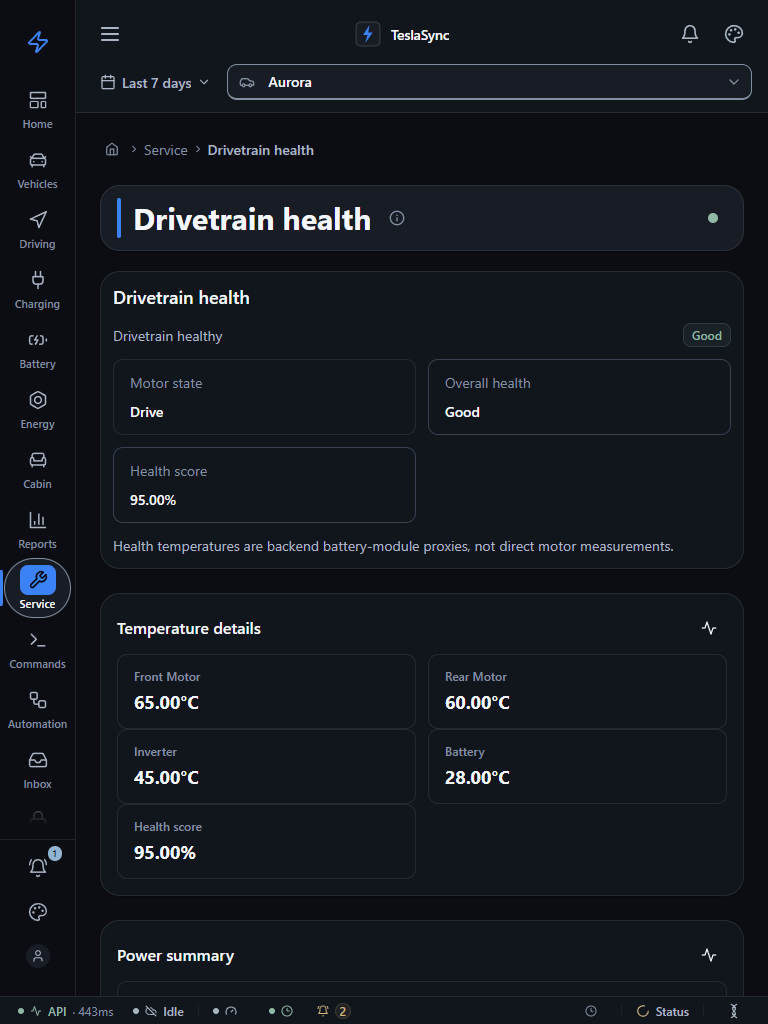 TeslaSync
Last 7 days
Aurora
Home
Vehicles
Driving
Charging
Battery
Energy
Cabin
Reports
Service
Commands
Automation
Inbox
1
Service
Drivetrain health
Drivetrain health
Drivetrain health
Drivetrain healthy
Good
Motor state
Drive
Overall health
Good
Health score
95.00%
Health temperatures are backend battery-module proxies, not direct motor measurements.
Temperature details
Front Motor
65.00°C
Rear Motor
60.00°C
Inverter
45.00°C
Battery
28.00°C
Health score
95.00%
Power summary
API · 443ms
Idle
2
Status